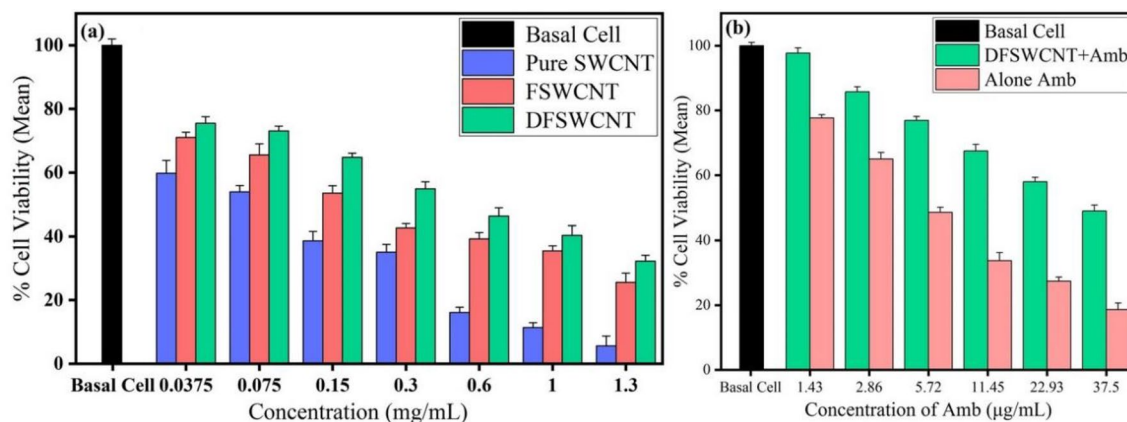 (a)
Basal Cell
Pure SWCNT
FSWCNT
DFSWCNT
% Cell Viability (Mean)
100
80
60
40
20
0
Basal Cell 0.0375 0.075 0.15 0.3 0.6 1 1.3
Concentration (mg/mL)
(b)
Basal Cell
DFSWCNT+Amb
Alone Amb
% Cell Viability (Mean)
100
80
60
40
20
0
Basal Cell 1.43 2.86 5.72 11.45 22.93 37.5
Concentration of Amb (μg/mL)